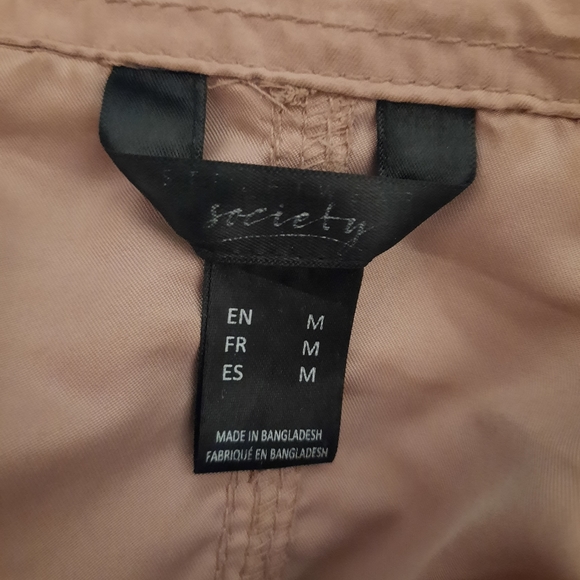 society
EN M
FR M
ES M
MADE IN BANGLADESH
FABRIQUÉ EN BANGLADESH